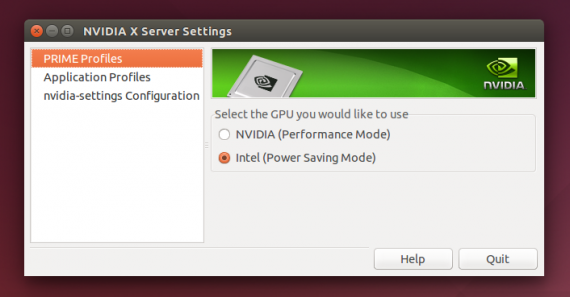 NVIDIA X Server Settings
PRIME Profiles
Application Profiles
nvidia-settings Configuration
NVIDIA
Select the GPU you would like to use
NVIDIA (Performance Mode)
Intel (Power Saving Mode)
Help
Quit